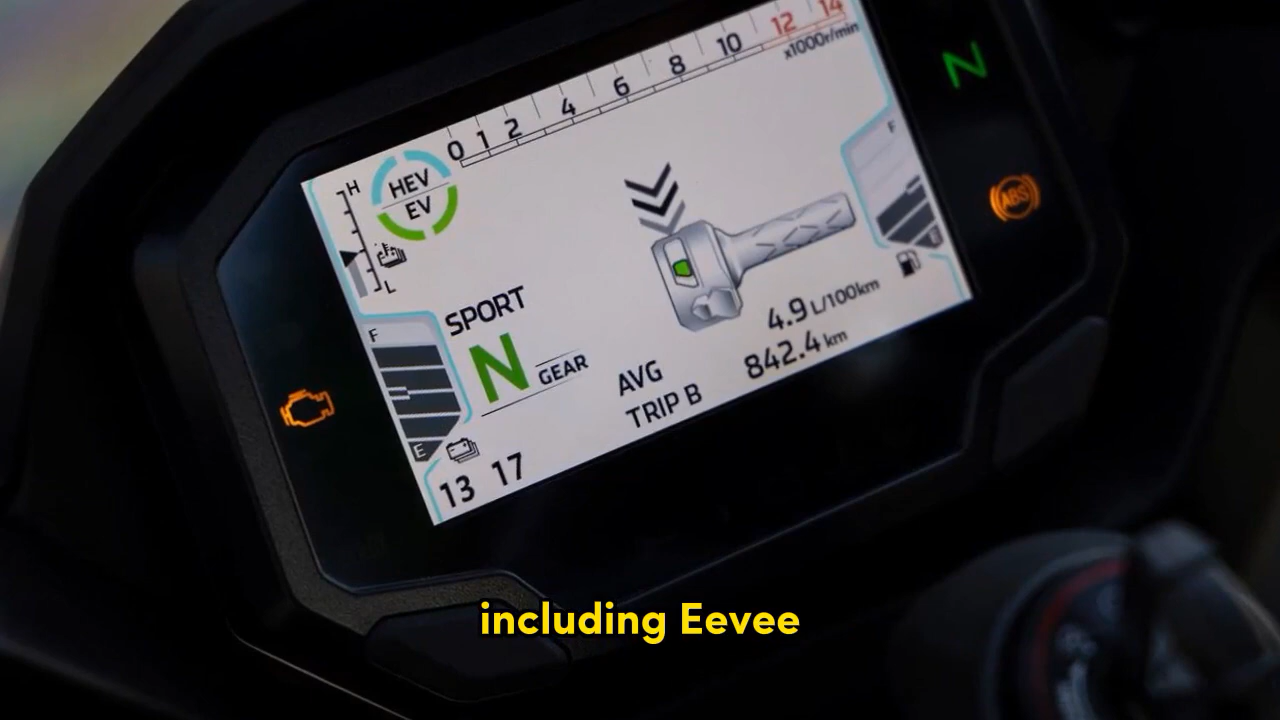 0 1 2 4 6 8 10 12 14
x1000r/min
N
H
HEV
EV
F
ABS
L
E
SPORT
F
N GEAR
4.9 L/100km
AVG
842.4 km
TRIP B
E
13 17
including Eevee